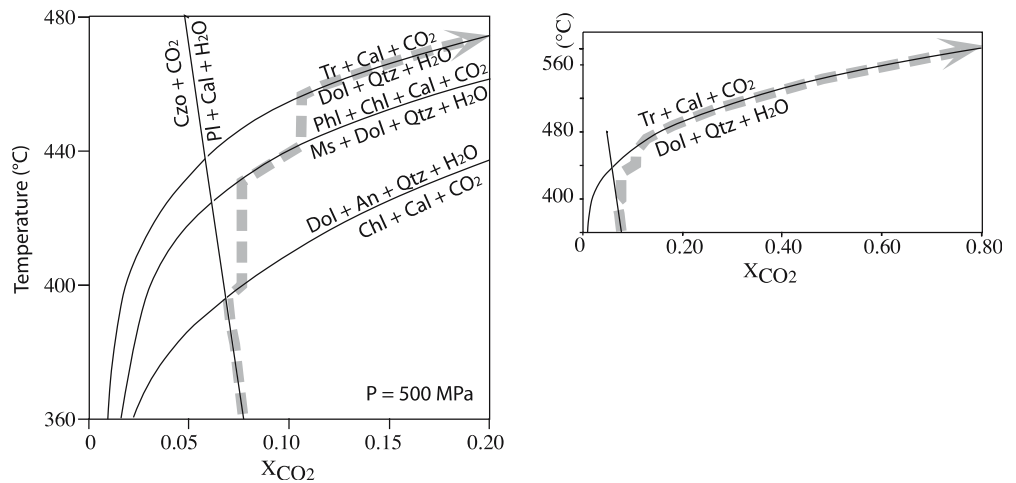 480
440
400
360
Temperature (°C)
0
0.05
0.10
0.15
0.20
XCO2
Czo + CO2
Pl + Cal + H2O
Tr + Cal + CO2
Dol + Qtz + H2O
Phl + Chl + Cal + CO2
Ms + Dol + Qtz + H2O
Dol + An + Qtz + H2O
Chl + Cal + CO2
P = 500 MPa
(°C)
560
480
400
0
0.20
0.40
0.60
0.80
XCO2
Tr + Cal + CO2
Dol + Qtz + H2O